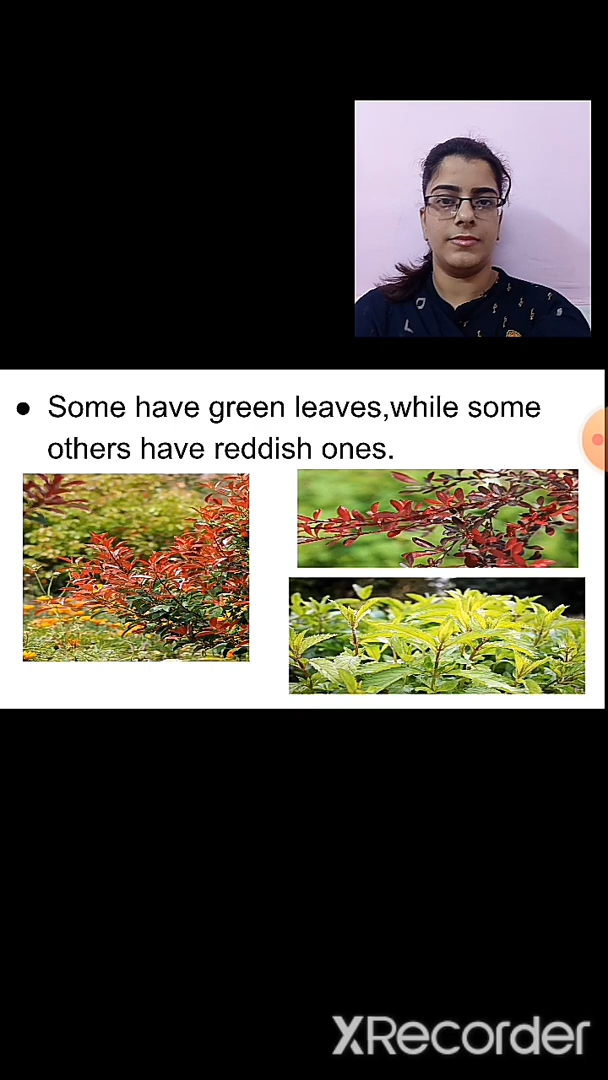 ● Some have green leaves,while some
others have reddish ones.
XRecorder